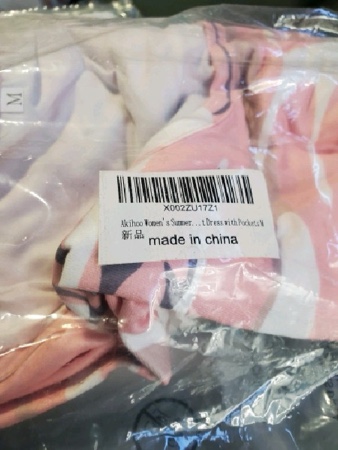 M
X002ZU17Z1
Akihoo Women's Summer...t Dress with Pockets M
新品
made in china